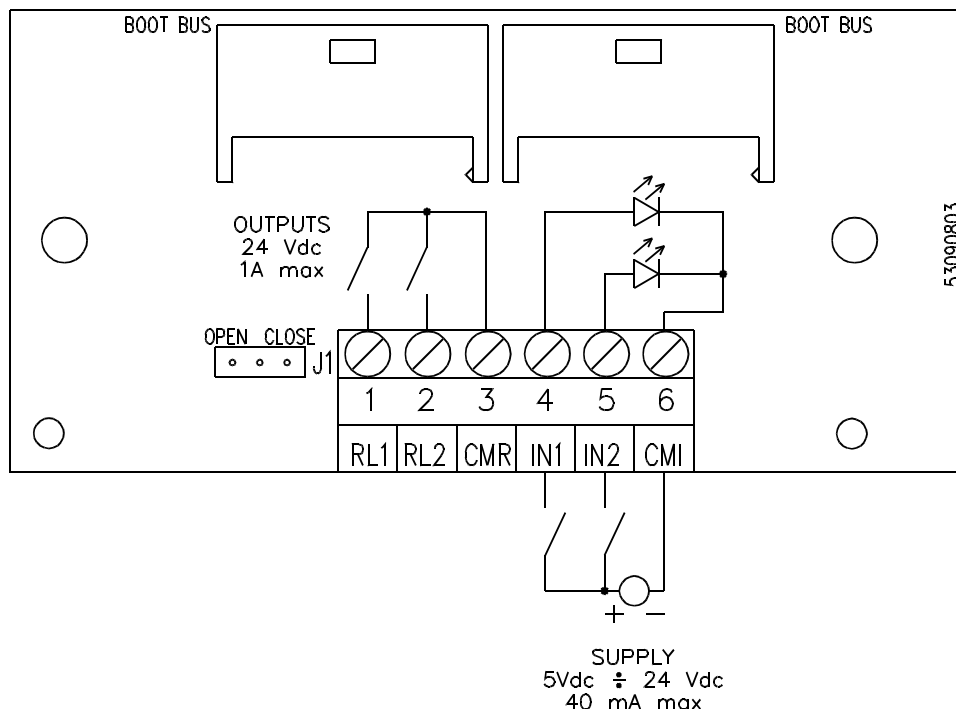 BOOT BUS
BOOT BUS
OUTPUTS
24 Vdc
1A max
53090803
OPEN CLOSE
J1
1 2 3 4 5 6
RL1 RL2 CMR IN1 IN2 CMI
+ −
SUPPLY
5Vdc ÷ 24 Vdc
40 mA max